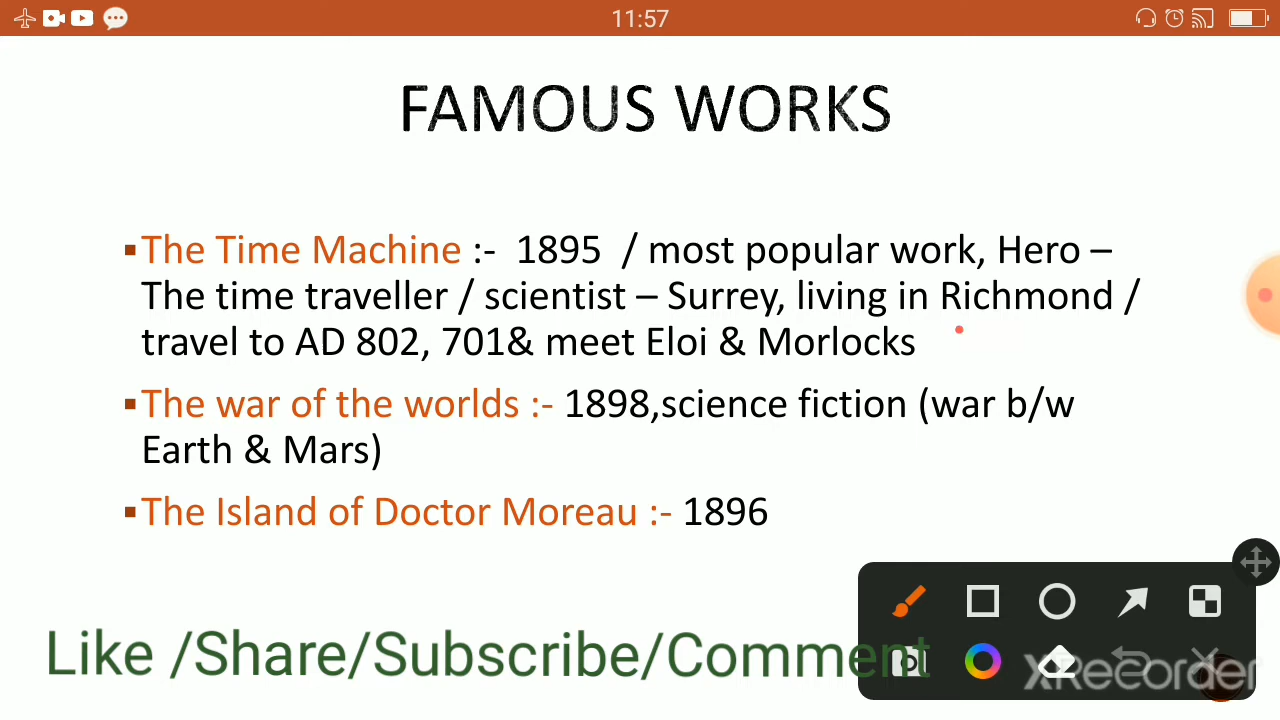 11:57
FAMOUS WORKS
▪The Time Machine :- 1895 / most popular work, Hero –
The time traveller / scientist – Surrey, living in Richmond /
travel to AD 802, 701& meet Eloi & Morlocks
▪The war of the worlds :- 1898,science fiction (war b/w
Earth & Mars)
▪The Island of Doctor Moreau :- 1896
Like /Share/Subscribe/Comment
XRecorder